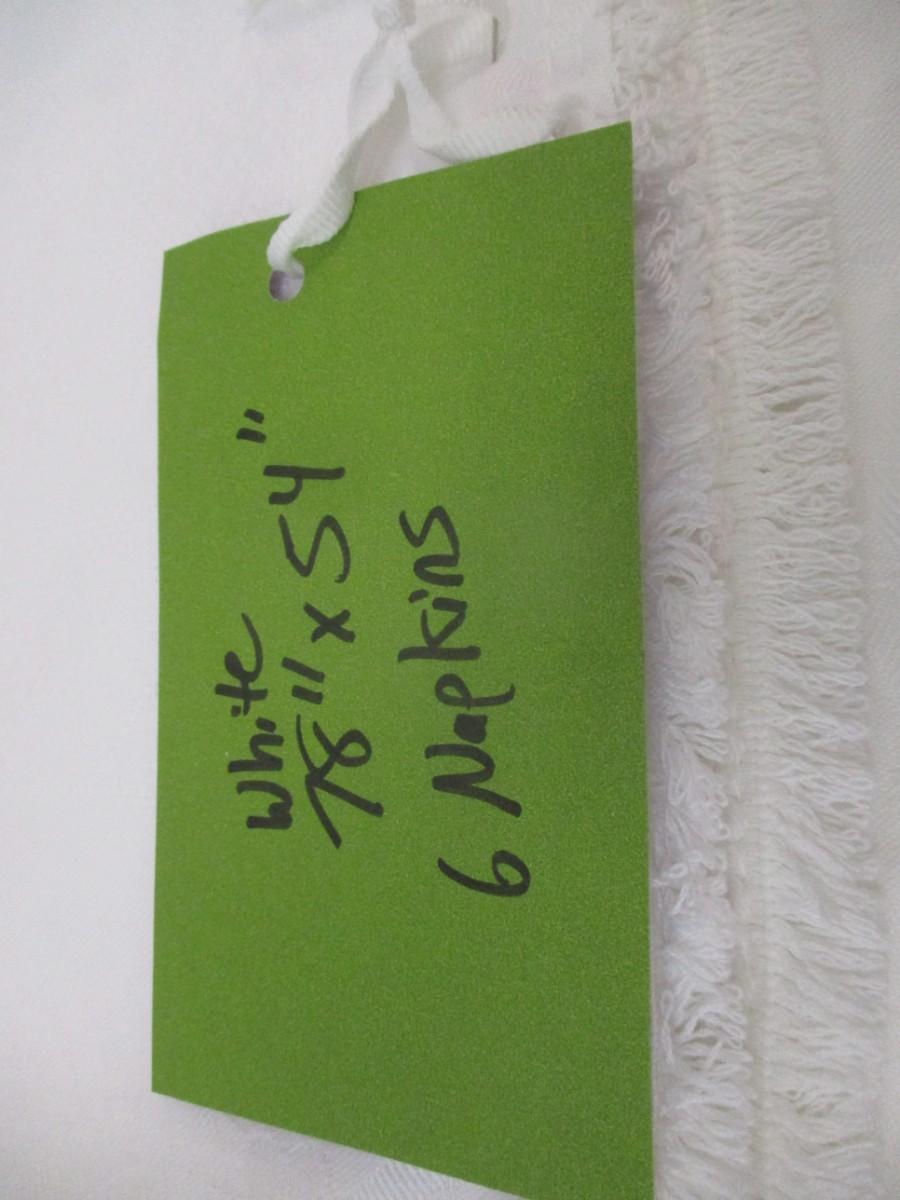 White
78" x 54"
6 Napkins